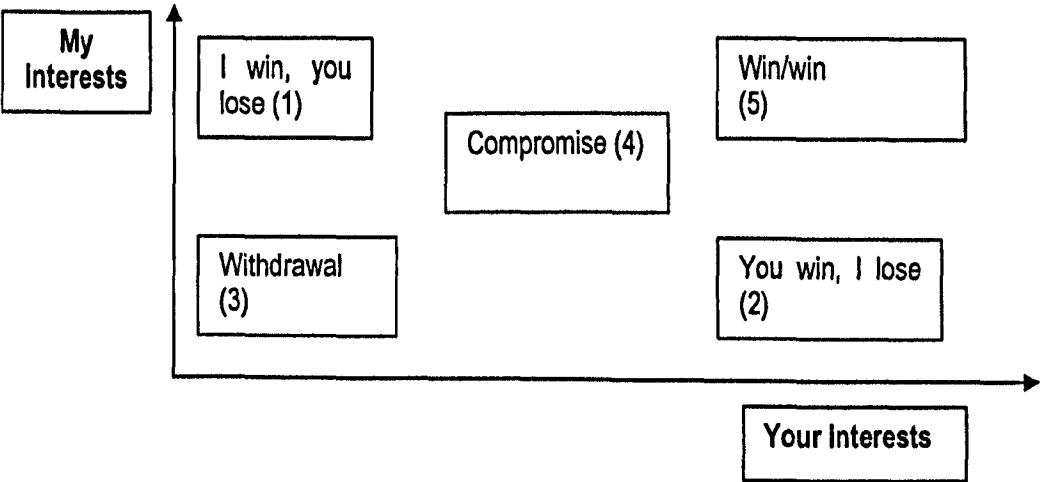 My
Interests
I win, you
lose (1)
Win/win
(5)
Compromise (4)
Withdrawal
(3)
You win, I lose
(2)
Your Interests